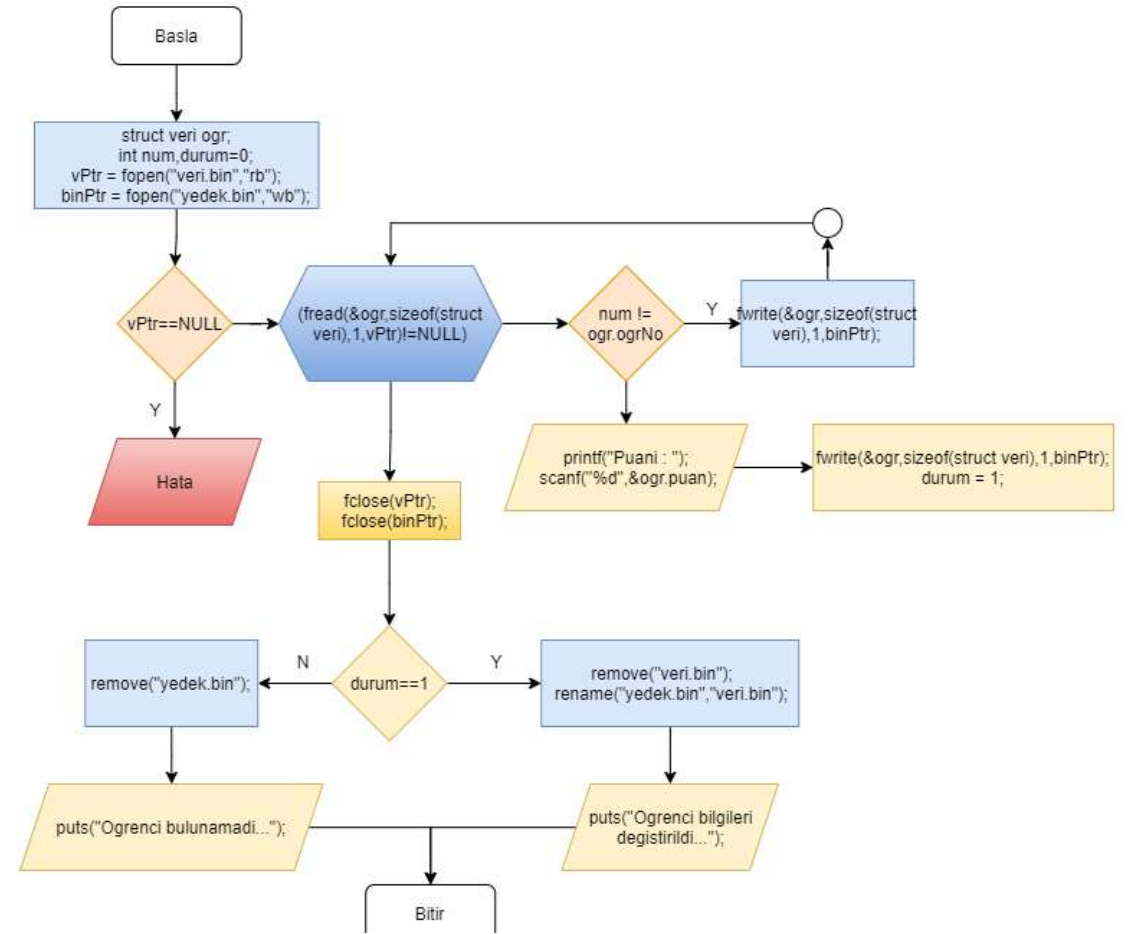 Basla
struct veri ogr;
int num,durum=0;
vPtr = fopen("veri.bin","rb");
binPtr = fopen("yedek.bin","wb");
vPtr==NULL
(fread(&ogr,sizeof(struct
veri),1,vPtr)!=NULL)
num !=
ogr.ogrNo
Y
fwrite(&ogr,sizeof(struct
veri),1,binPtr);
Y
Hata
printf("Puani : ");
scanf("%d",&ogr.puan);
fwrite(&ogr,sizeof(struct veri),1,binPtr);
durum = 1;
fclose(vPtr);
fclose(binPtr);
durum==1
N
Y
remove("yedek.bin");
remove("veri.bin");
rename("yedek.bin","veri.bin");
puts("Ogrenci bulunamadi...");
puts("Ogrenci bilgileri
degistirildi...");
Bitir